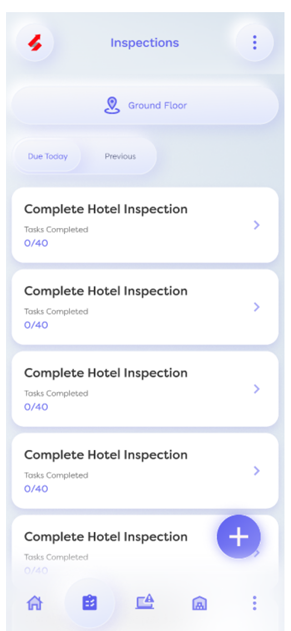 Inspections
Ground Floor
Due Today
Previous
Complete Hotel Inspection
Tasks Completed
0/40
Complete Hotel Inspection
Tasks Completed
0/40
Complete Hotel Inspection
Tasks Completed
0/40
Complete Hotel Inspection
Tasks Completed
0/40
Complete Hotel Inspection
Tasks Completed
0/40